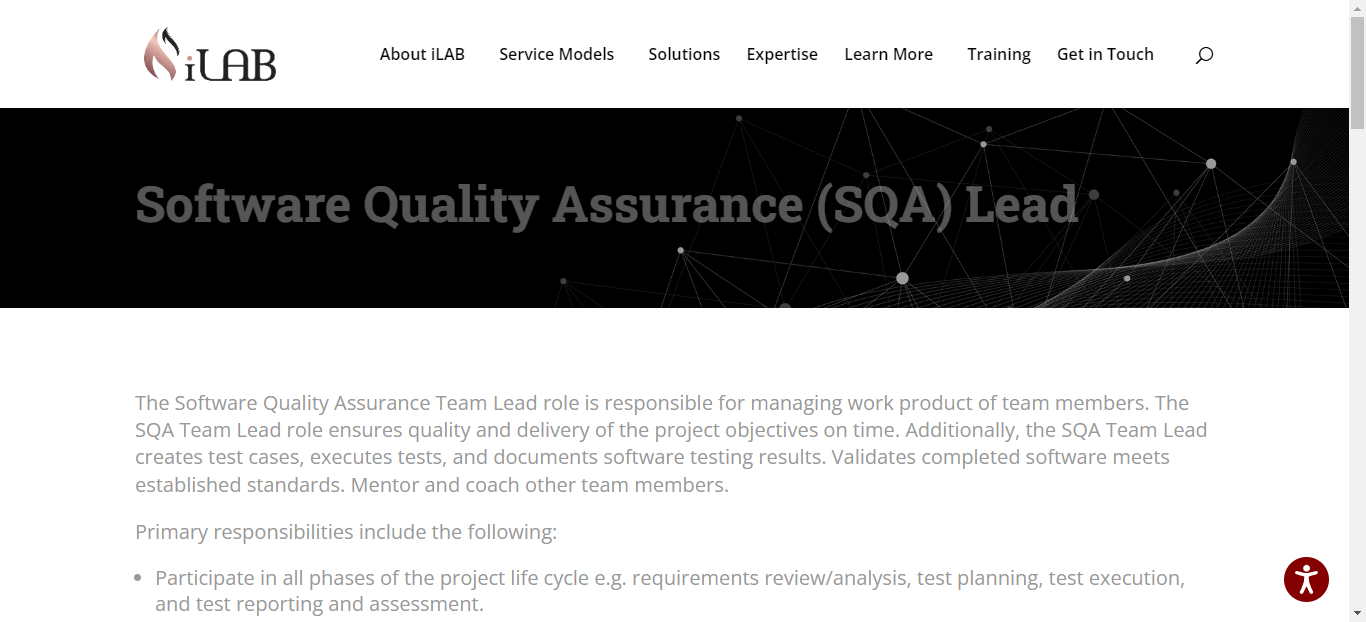 iLAB
About iLAB Service Models Solutions Expertise Learn More Training Get in Touch
Software Quality Assurance (SQA) Lead
The Software Quality Assurance Team Lead role is responsible for managing work product of team members. The
SQA Team Lead role ensures quality and delivery of the project objectives on time. Additionally, the SQA Team Lead
creates test cases, executes tests, and documents software testing results. Validates completed software meets
established standards. Mentor and coach other team members.
Primary responsibilities include the following:
• Participate in all phases of the project life cycle e.g. requirements review/analysis, test planning, test execution,
and test reporting and assessment.